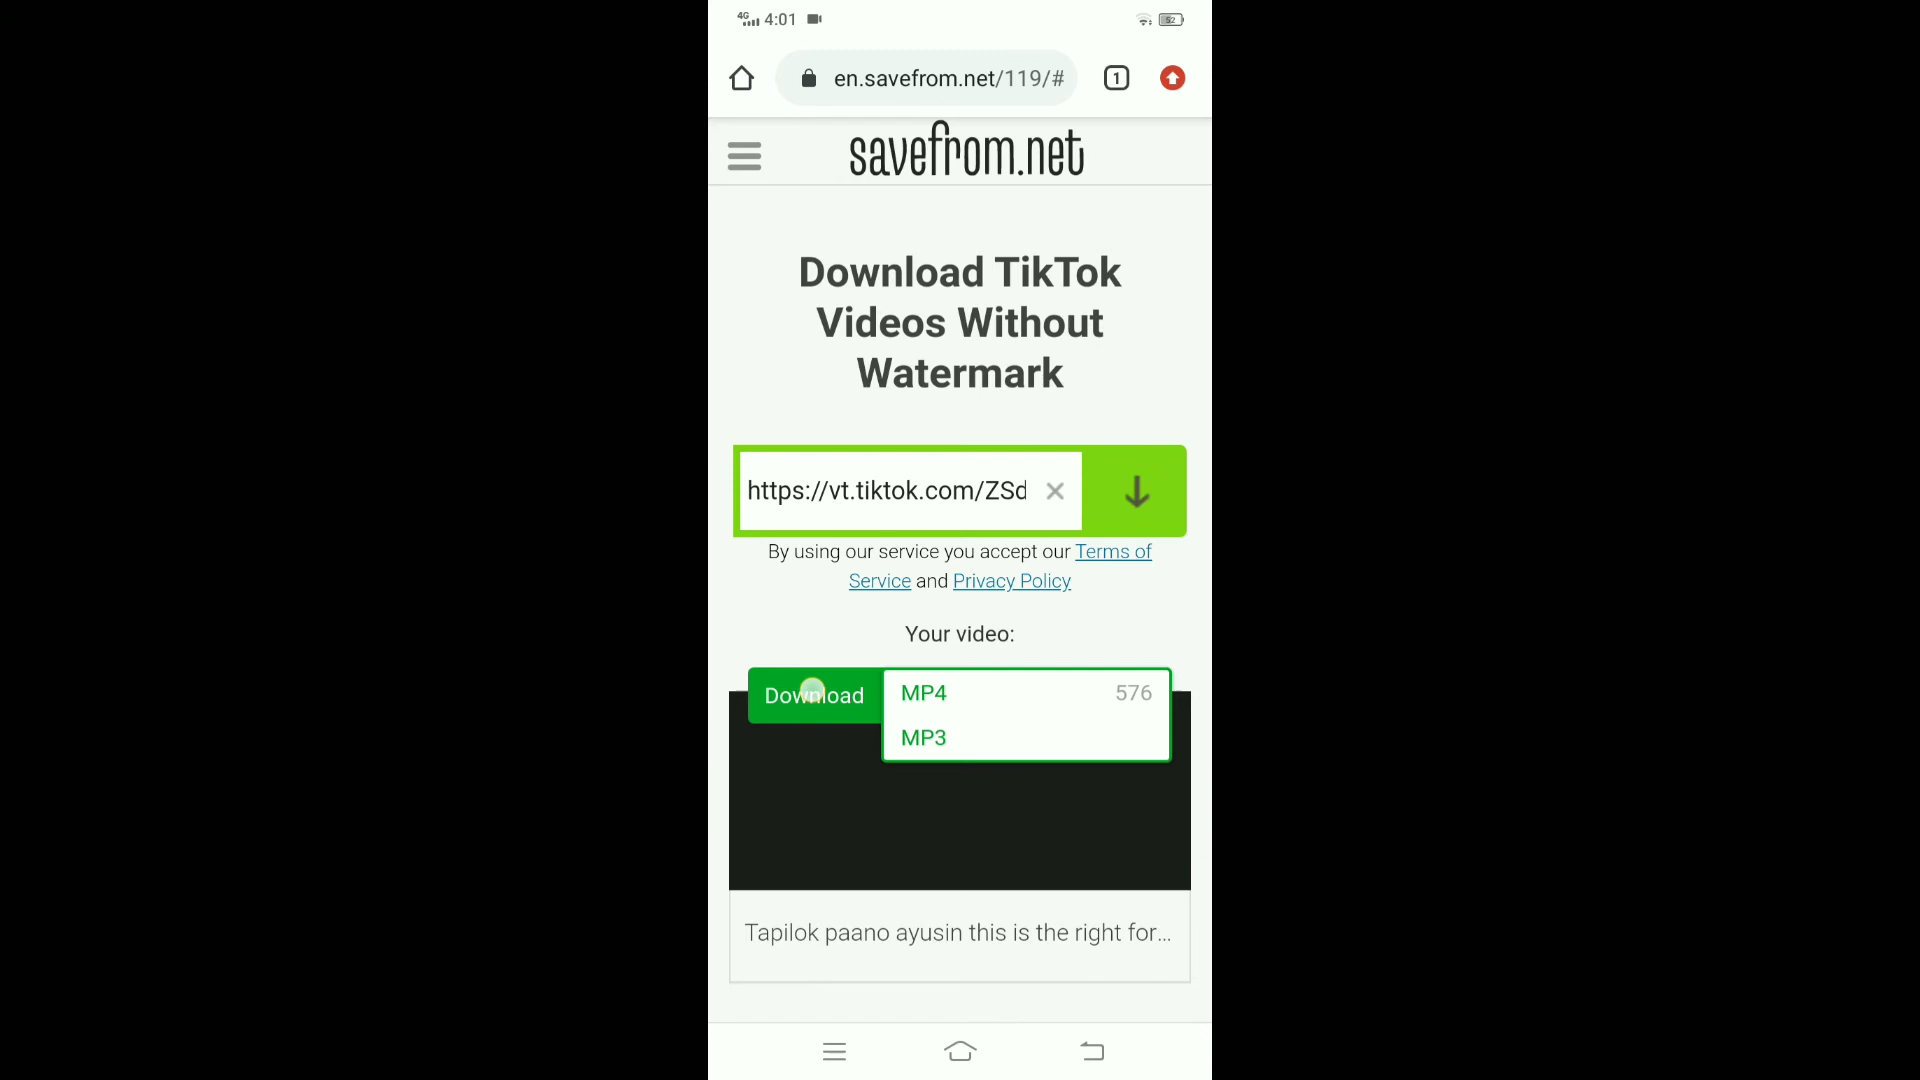 4G 4:01 52
en.savefrom.net/119/# 1
savefrom.net
Download TikTok
Videos Without
Watermark
https://vt.tiktok.com/ZSd
By using our service you accept our Terms of
Service and Privacy Policy
Your video:
Download MP4 576
MP3
Tapilok paano ayusin this is the right for...